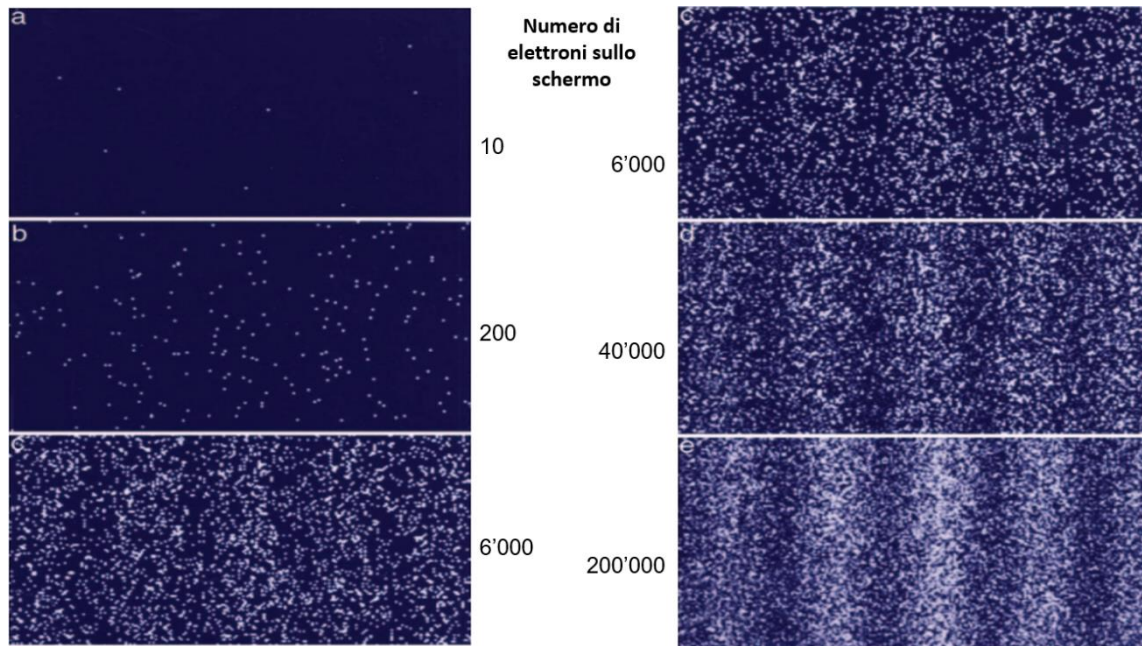 a
Numero di
elettroni sullo
schermo
10
b
200
c
6'000
c
6'000
d
40'000
e
200'000